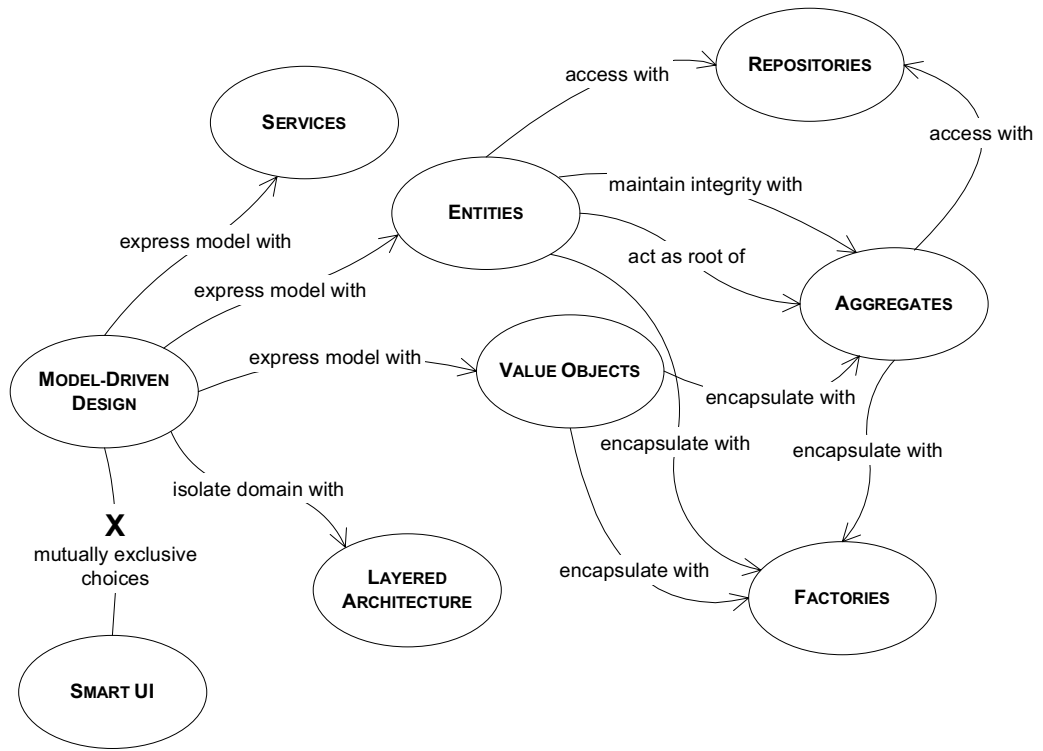 REPOSITORIES
access with
SERVICES
access with
maintain integrity with
ENTITIES
express model with
act as root of
express model with
AGGREGATES
express model with
VALUE OBJECTS
MODEL-DRIVEN
DESIGN
encapsulate with
encapsulate with
encapsulate with
isolate domain with
X
mutually exclusive
choices
encapsulate with
LAYERED
ARCHITECTURE
FACTORIES
SMART UI